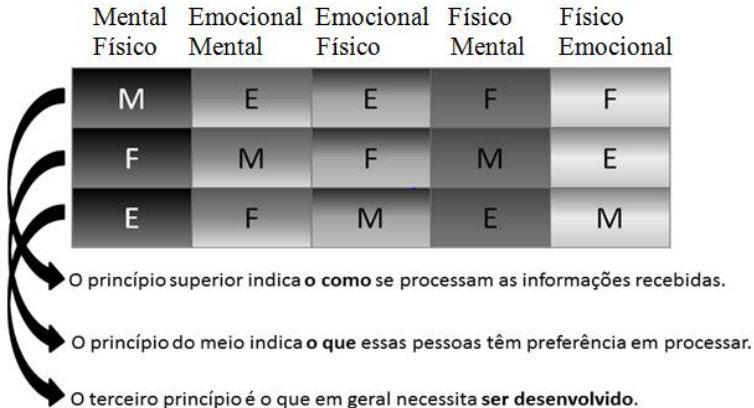 Mental Emocional Emocional Físico Físico
Físico Mental Físico Mental Emocional
M E E F F
F M F M E
E F M E M
O princípio superior indica o como se processam as informações recebidas.
O princípio do meio indica o que essas pessoas têm preferência em processar.
O terceiro princípio é o que em geral necessita ser desenvolvido.